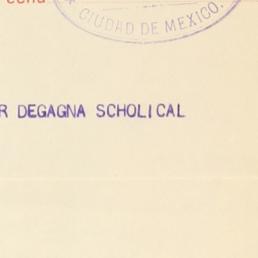 CIUDAD DE MEXICO.
R DEGAGNA SCHOLICAL